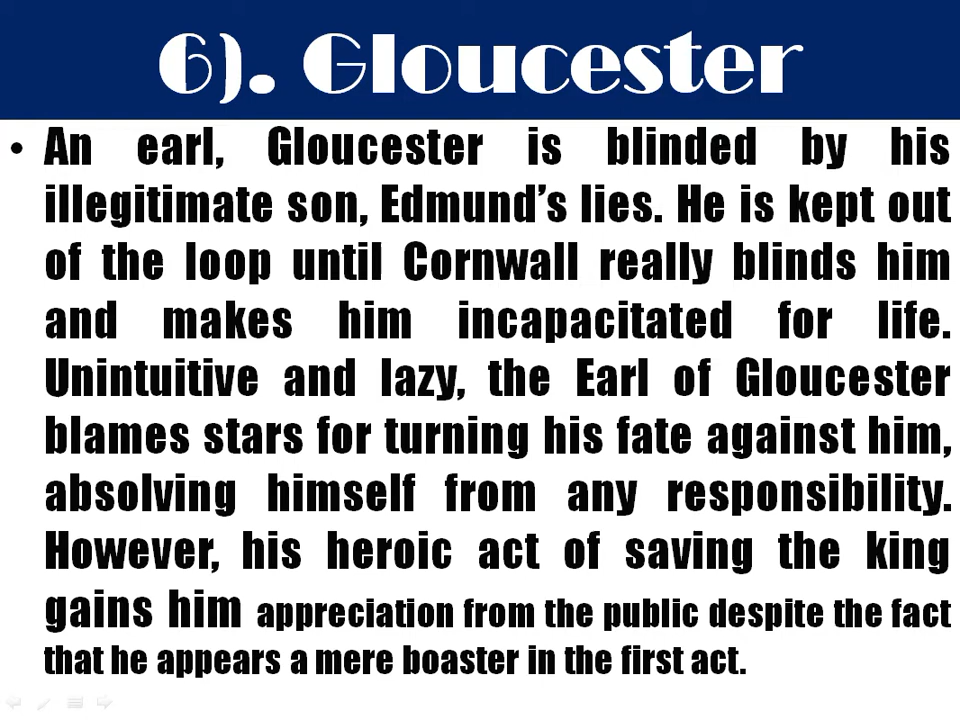 6). Gloucester
• An earl, Gloucester is blinded by his
illegitimate son, Edmund’s lies. He is kept out
of the loop until Cornwall really blinds him
and makes him incapacitated for life.
Unintuitive and lazy, the Earl of Gloucester
blames stars for turning his fate against him,
absolving himself from any responsibility.
However, his heroic act of saving the king
gains him appreciation from the public despite the fact
that he appears a mere boaster in the first act.